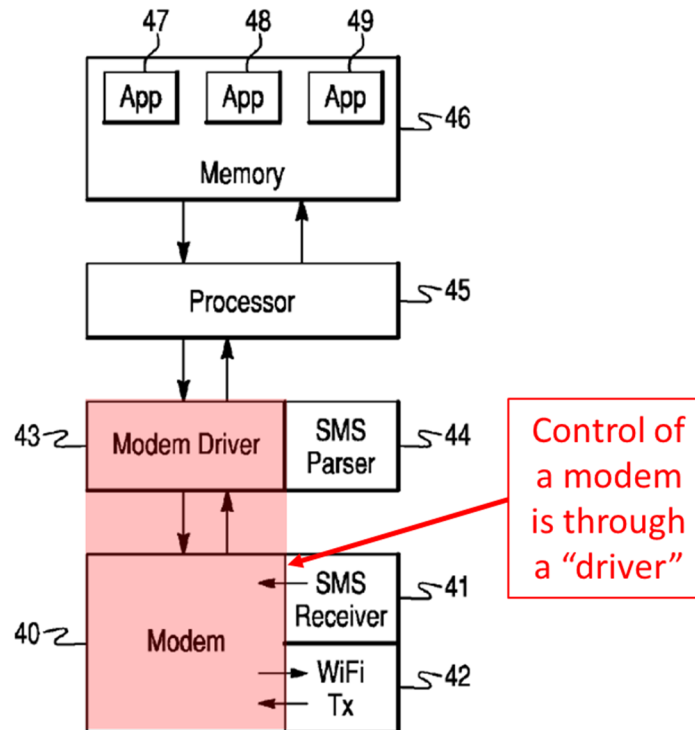 47
48
49
App
App
App
46
Memory
Processor
45
43
Modem Driver
SMS
Parser
44
Control of
a modem
is through
a “driver”
SMS
Receiver
41
40
Modem
WiFi
Tx
42